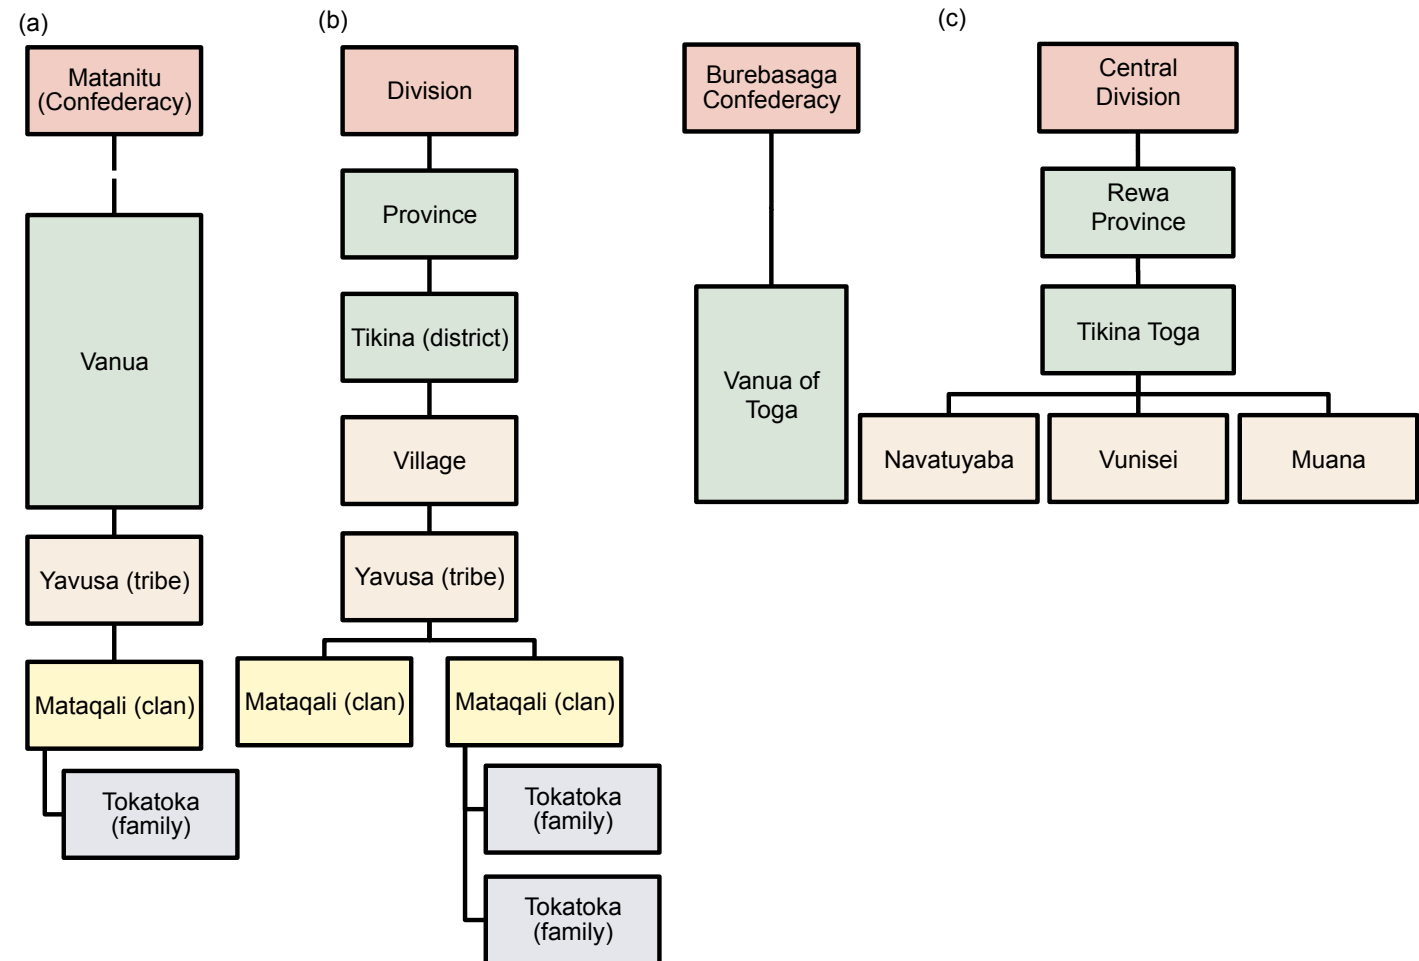 (a)
Matanitu
(Confederacy)
Vanua
Yavusa (tribe)
Mataqali (clan)
Tokatoka
(family)
(b)
Division
Province
Tikina (district)
Village
Yavusa (tribe)
Mataqali (clan)
Mataqali (clan)
Tokatoka
(family)
Tokatoka
(family)
(c)
Burebasaga
Confederacy
Vanua of
Toga
Central
Division
Rewa
Province
Tikina Toga
Navatuyaba
Vunisei
Muana